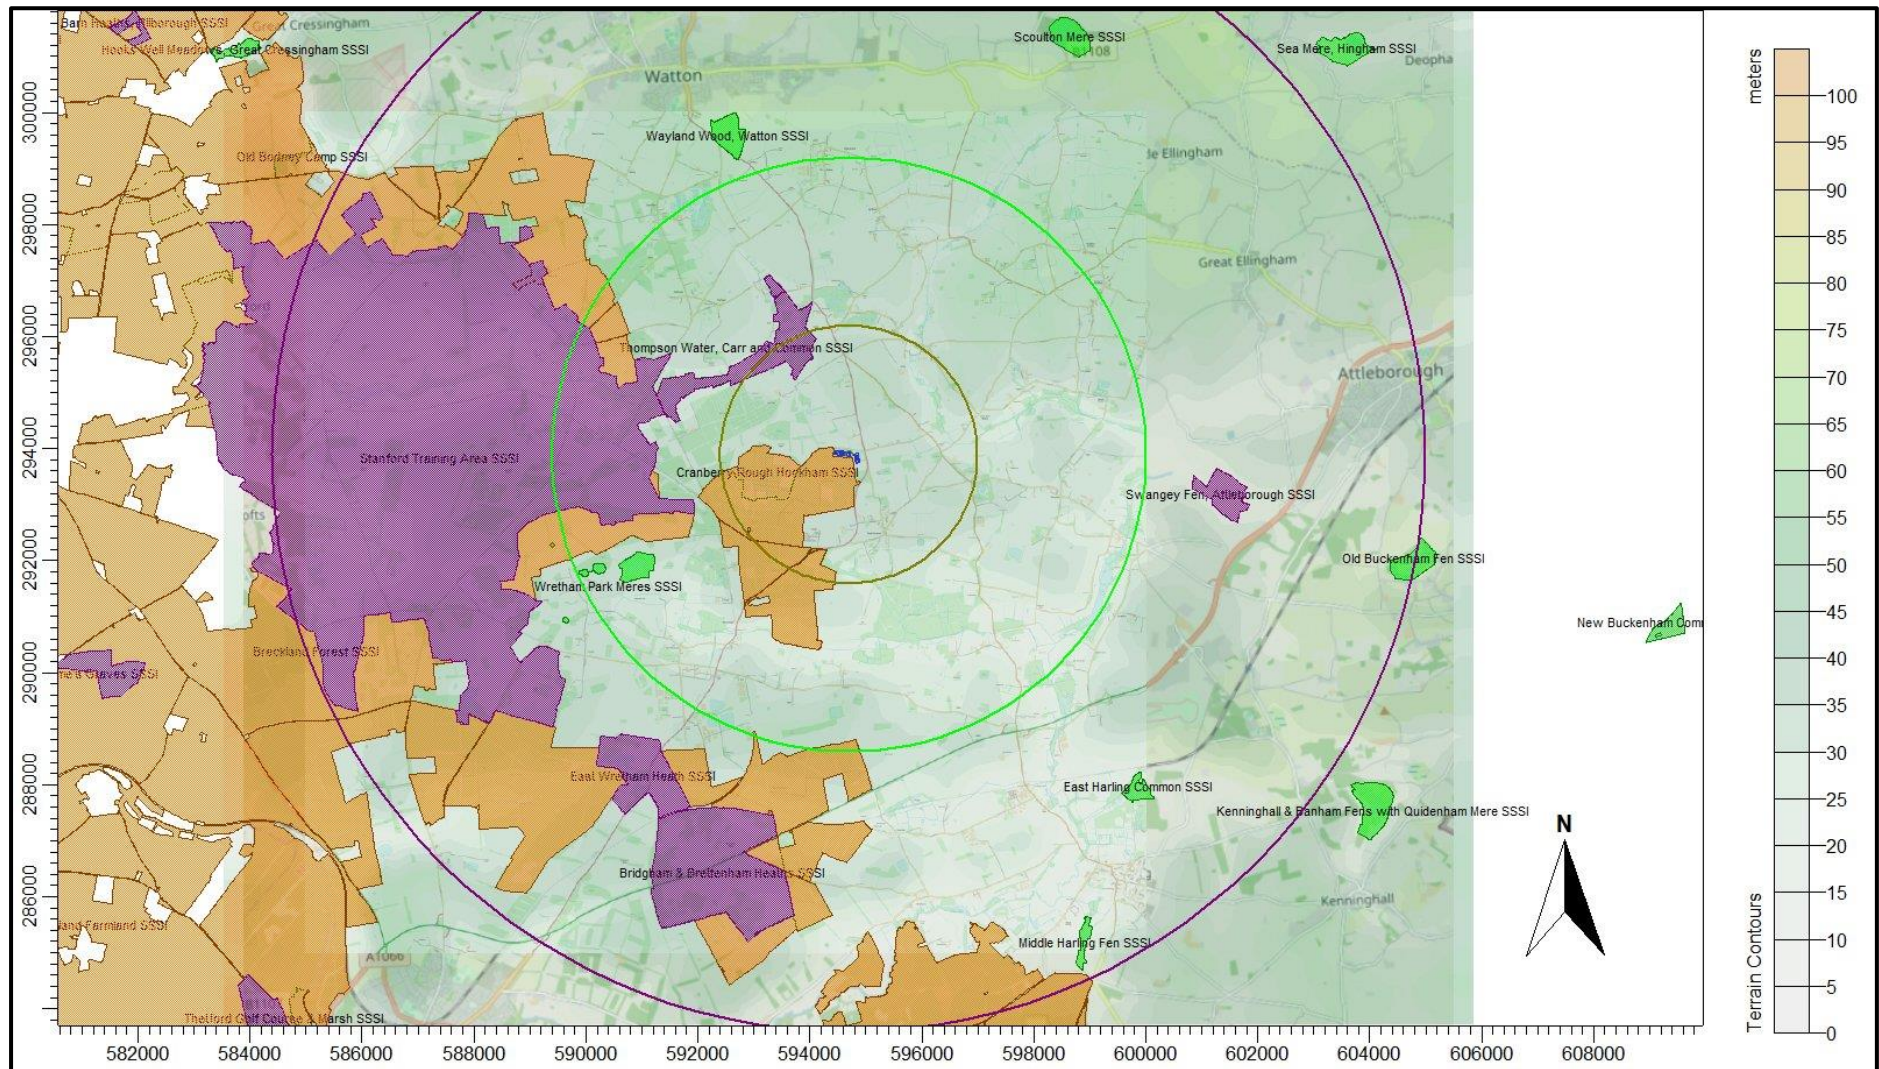 Great Cressingham
Hooks Well Meadows, Great Cressingham SSSI
Scoulton Mere SSSI
B1108
Sea Mere, Hingham SSSI
Deopha
Watton
Wayland Wood, Watton SSSI
Old Bodney Camp SSSI
le Ellingham
Great Ellingham
Thompson Water, Carr and Common SSSI
Attleborough
Stanford Training Area SSSI
Cranberry Rough Hockham SSSI
Swangey Fen, Attleborough SSSI
ofts
Old Buckenham Fen SSSI
Wretham Park Meres SSSI
New Buckenham Com
Breckland Forest SSSI
Graves SSSI
East Wretham Heath SSSI
East Harling Common SSSI
Kenninghall & Banham Fens with Quidenham Mere SSSI
N
Bridgham & Brettenham Heaths SSSI
Kenninghall
land Farmland SSSI
Middle Harling Fen SSSI
A1066
Thetford Golf Course & Marsh SSSI
300000
298000
296000
294000
292000
290000
288000
286000
582000 584000 586000 588000 590000 592000 594000 596000 598000 600000 602000 604000 606000 608000
meters
100
95
90
85
80
75
70
65
60
55
50
45
40
35
30
25
20
15
10
5
0
Terrain Contours